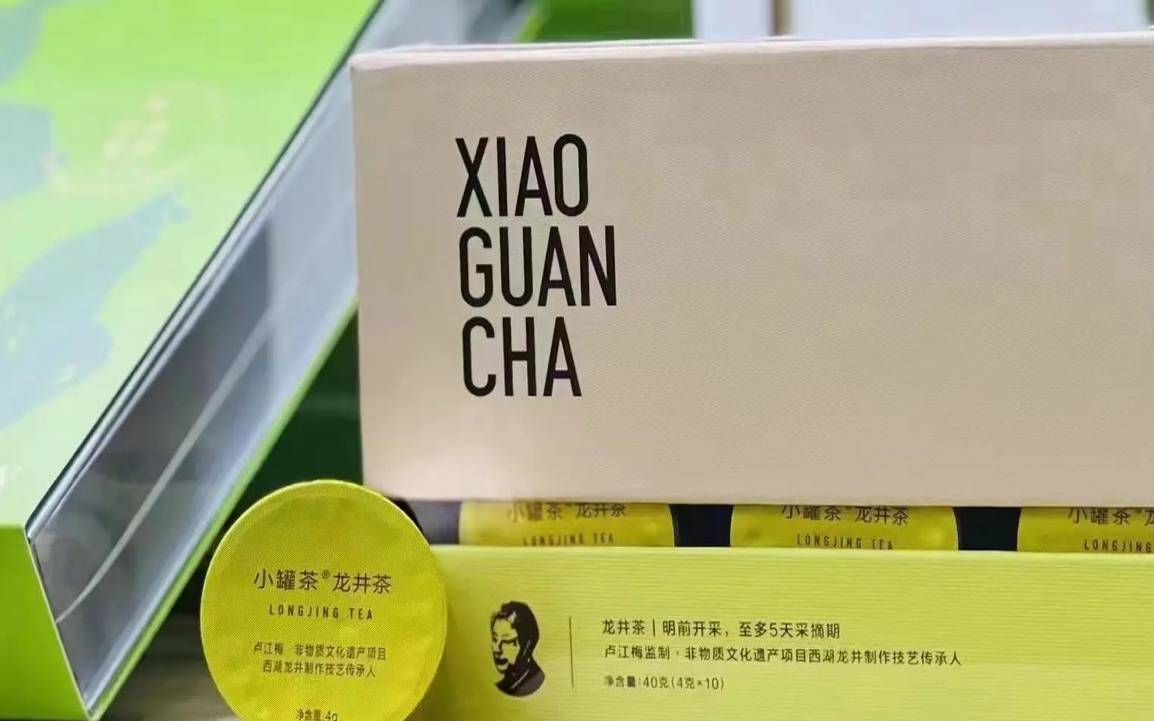 XIAO
GUAN
CHA
小罐茶®龙井茶
LONGJING TEA
小罐茶®龙井茶
LONGJING TEA
小罐茶®龙
LONGJING
小罐茶®龙井茶
LONGJING TEA
卢江梅·非物质文化遗产项目
西湖龙井制作技艺传承人
净含量:4g
龙井茶|明前开采，至多5天采摘期
卢江梅监制·非物质文化遗产项目西湖龙井制作技艺传承人
净含量:40克(4克×10)